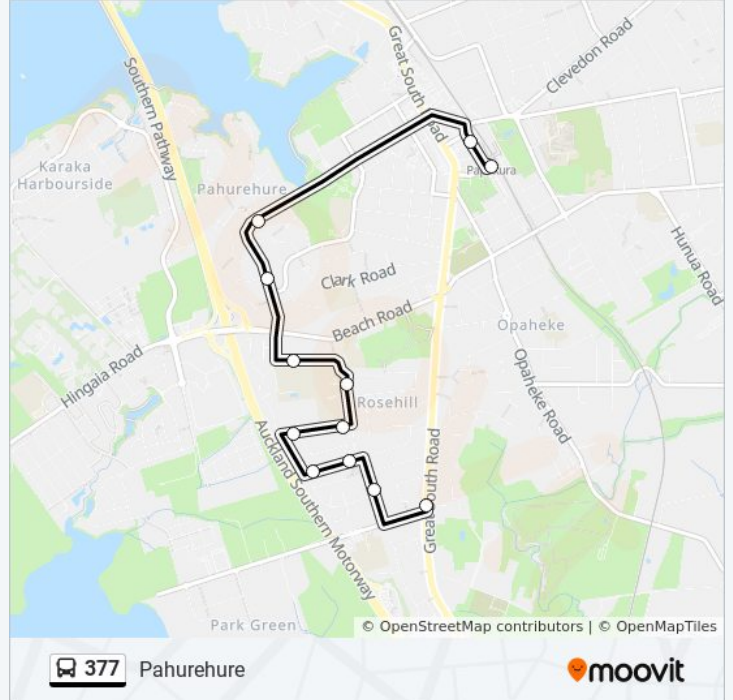 Clevedon Road
Great South Road
Southern Pathway
Karaka
Harbourside
Pahurehure
Papakura
Hunua Road
Clark Road
Beach Road
Opaheke
Hingaia Road
Opaheke Road
Rosehill
Auckland Southern Motorway
Great South Road
Park Green
© OpenStreetMap contributors | © OpenMapTiles
377 Pahurehure
moovit